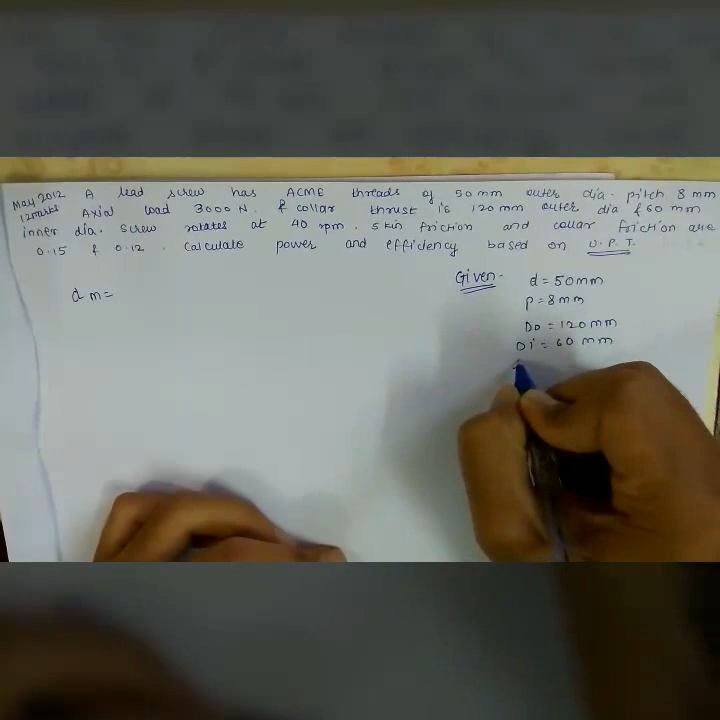 May 2012 A lead screw has ACME threads of 50 mm outer dia. pitch 8 mm
12 marks Axial load 3000 N. & collar thrust is 120 mm outer dia & 60 mm
inner dia. Screw rotates at 40 rpm. Skin friction and collar friction are
0.15 & 0.12. Calculate power and efficiency based on U.P.T.
Given -
d = 50 mm
dm =
P = 8 mm
Do = 120 mm
Di = 60 mm